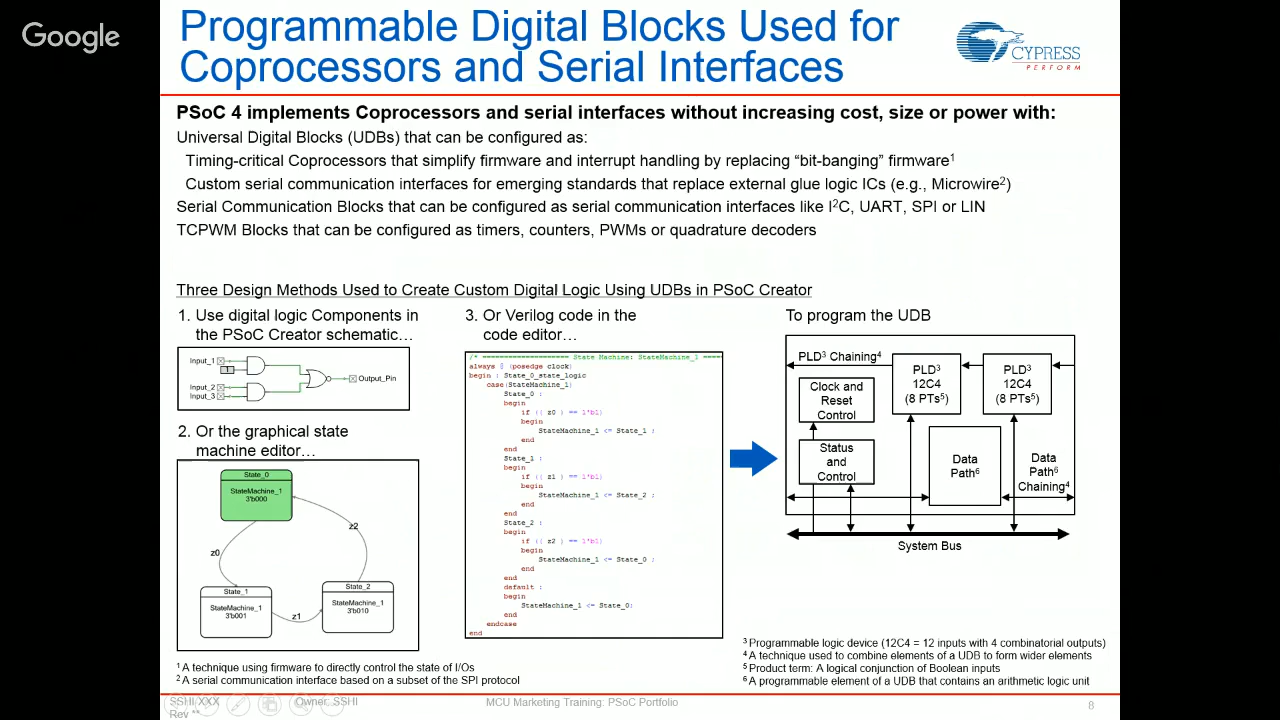 Google
Programmable Digital Blocks Used for
Coprocessors and Serial Interfaces
CYPRESS
PERFORM
PSoC 4 implements Coprocessors and serial interfaces without increasing cost, size or power with:
Universal Digital Blocks (UDBs) that can be configured as:
Timing-critical Coprocessors that simplify firmware and interrupt handling by replacing “bit-banging” firmware¹
Custom serial communication interfaces for emerging standards that replace external glue logic ICs (e.g., Microwire²)
Serial Communication Blocks that can be configured as serial communication interfaces like I²C, UART, SPI or LIN
TCPWM Blocks that can be configured as timers, counters, PWMs or quadrature decoders
Three Design Methods Used to Create Custom Digital Logic Using UDBs in PSoC Creator
1. Use digital logic Components in
the PSoC Creator schematic…
Input_1
1
Input_2
Input_3
Output_Pin
2. Or the graphical state
machine editor…
State_0
StateMachine_1
3'b000
z0
z2
State_1
StateMachine_1
3'b001
z1
State_2
StateMachine_1
3'b010
3. Or Verilog code in the
code editor…
/* ==================== State Machine: StateMachine_1 ====
always @ (posedge clock)
begin : State_0_state_logic
case(StateMachine_1)
State_0 :
begin
if (( z0 ) == 1'b1)
begin
StateMachine_1 <= State_1 ;
end
end
State_1 :
begin
if (( z1 ) == 1'b1)
begin
StateMachine_1 <= State_2 ;
end
end
State_2 :
begin
if (( z2 ) == 1'b1)
begin
StateMachine_1 <= State_0 ;
end
end
default :
begin
StateMachine_1 <= State_0;
end
endcase
end
To program the UDB
PLD³ Chaining⁴
PLD³
12C4
(8 PTs⁵)
PLD³
12C4
(8 PTs⁵)
Clock and
Reset
Control
Status
and
Control
Data
Path⁶
Data
Path⁶
Chaining⁴
System Bus
¹ A technique using firmware to directly control the state of I/Os
² A serial communication interface based on a subset of the SPI protocol
³ Programmable logic device (12C4 = 12 inputs with 4 combinatorial outputs)
⁴ A technique used to combine elements of a UDB to form wider elements
⁵ Product term: A logical conjunction of Boolean inputs
⁶ A programmable element of a UDB that contains an arithmetic logic unit
SSHI XXX
Rev **
Owner: SSHI
MCU Marketing Training: PSoC Portfolio
8